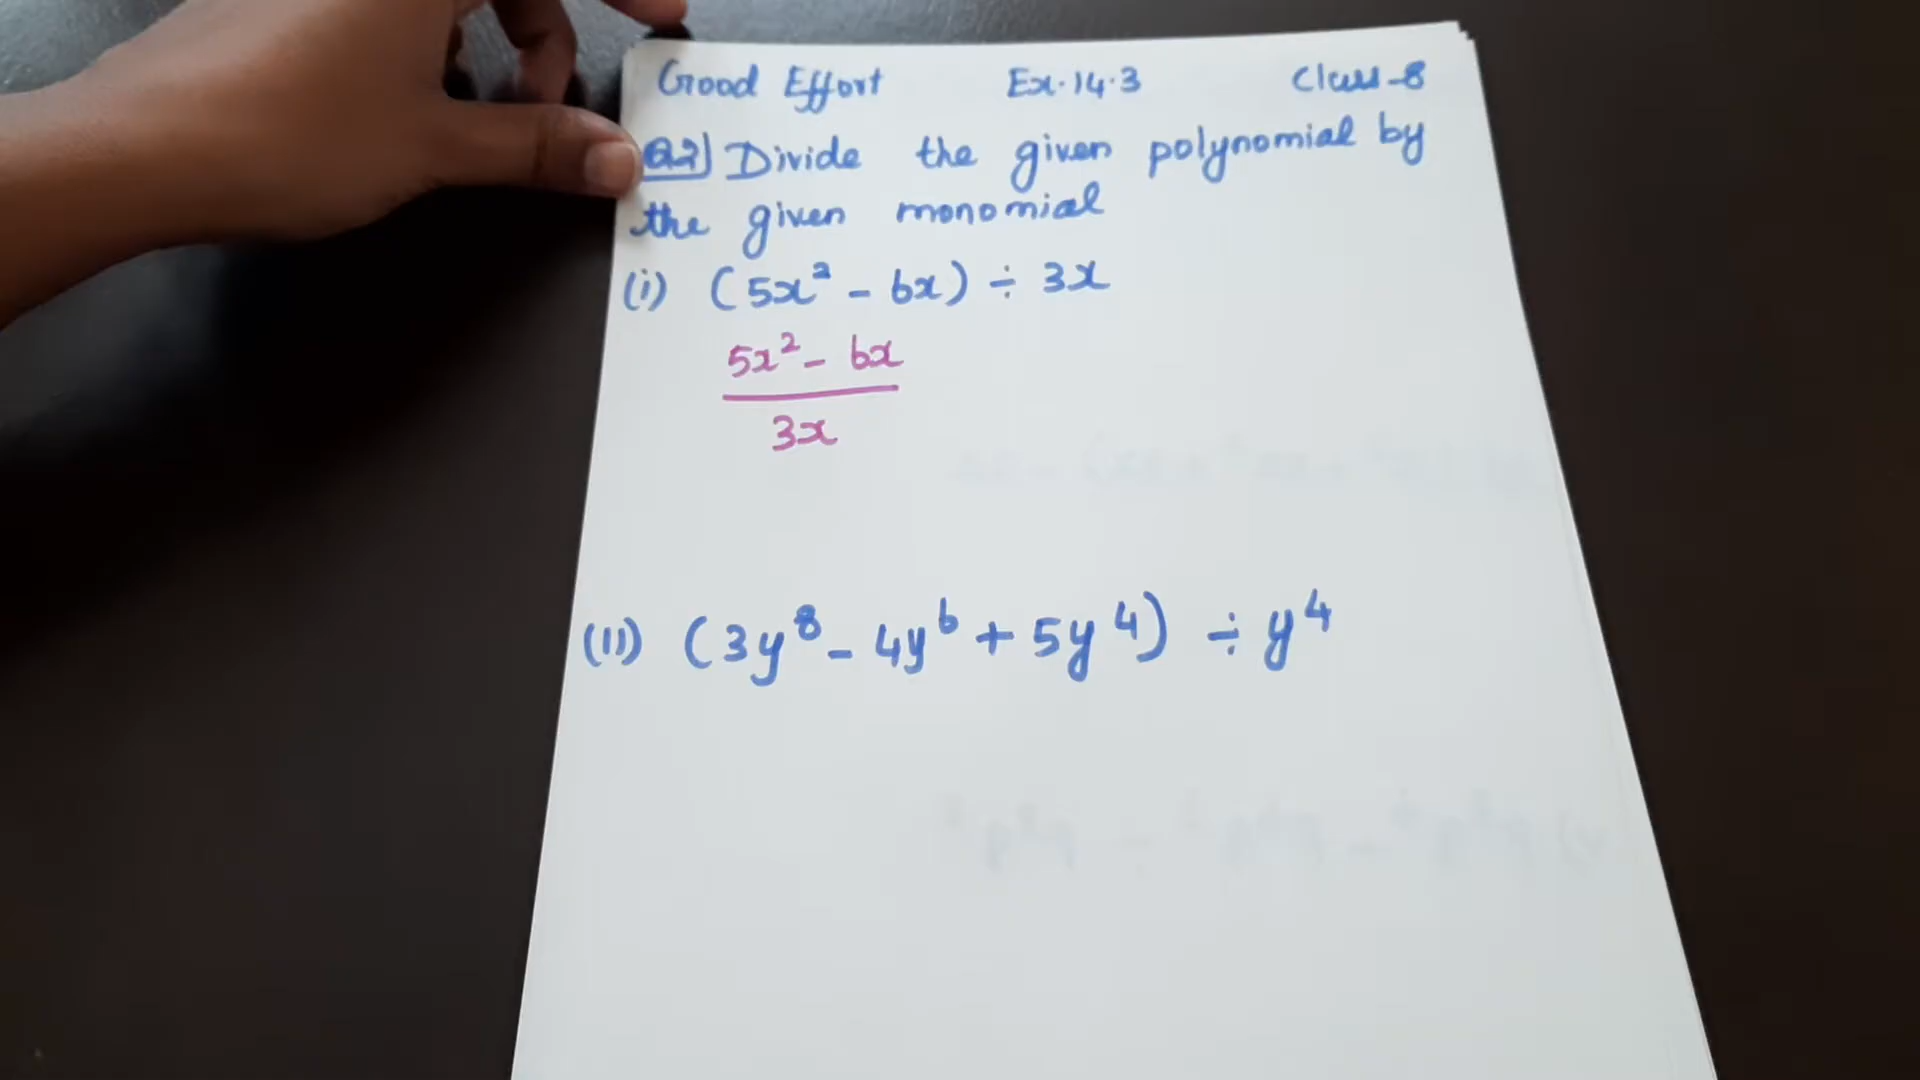 Good Effort Ex. 14.3 Class-8
Q2) Divide the given polynomial by
the given monomial
(i) (5x² - 6x) ÷ 3x
5x² - 6x
3x
(ii) (3y⁸ - 4y⁶ + 5y⁴) ÷ y⁴